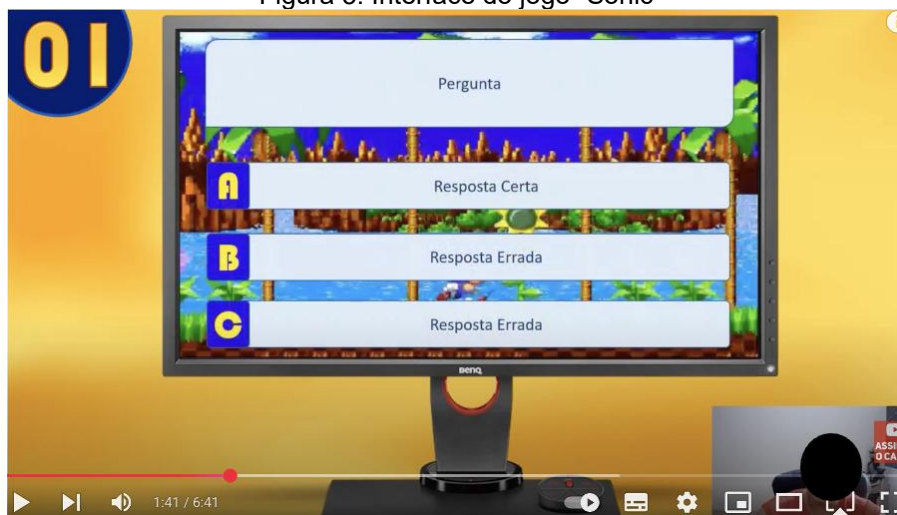 01
Pergunta
A
Resposta Certa
B
Resposta Errada
C
Resposta Errada
BenQ
1:41 / 6:41